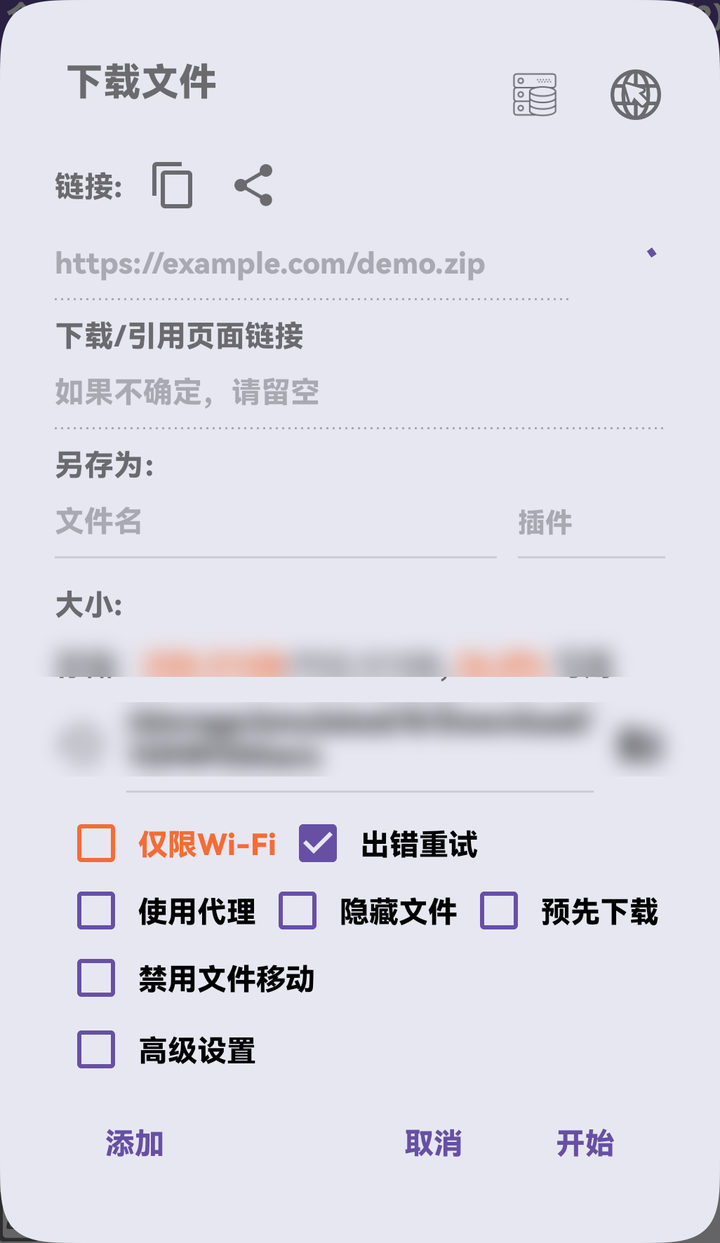 下载文件
链接:
https://example.com/demo.zip
下载/引用页面链接
如果不确定，请留空
另存为:
文件名 插件
大小:
仅限Wi-Fi 出错重试
使用代理 隐藏文件 预先下载
禁用文件移动
高级设置
添加 取消 开始